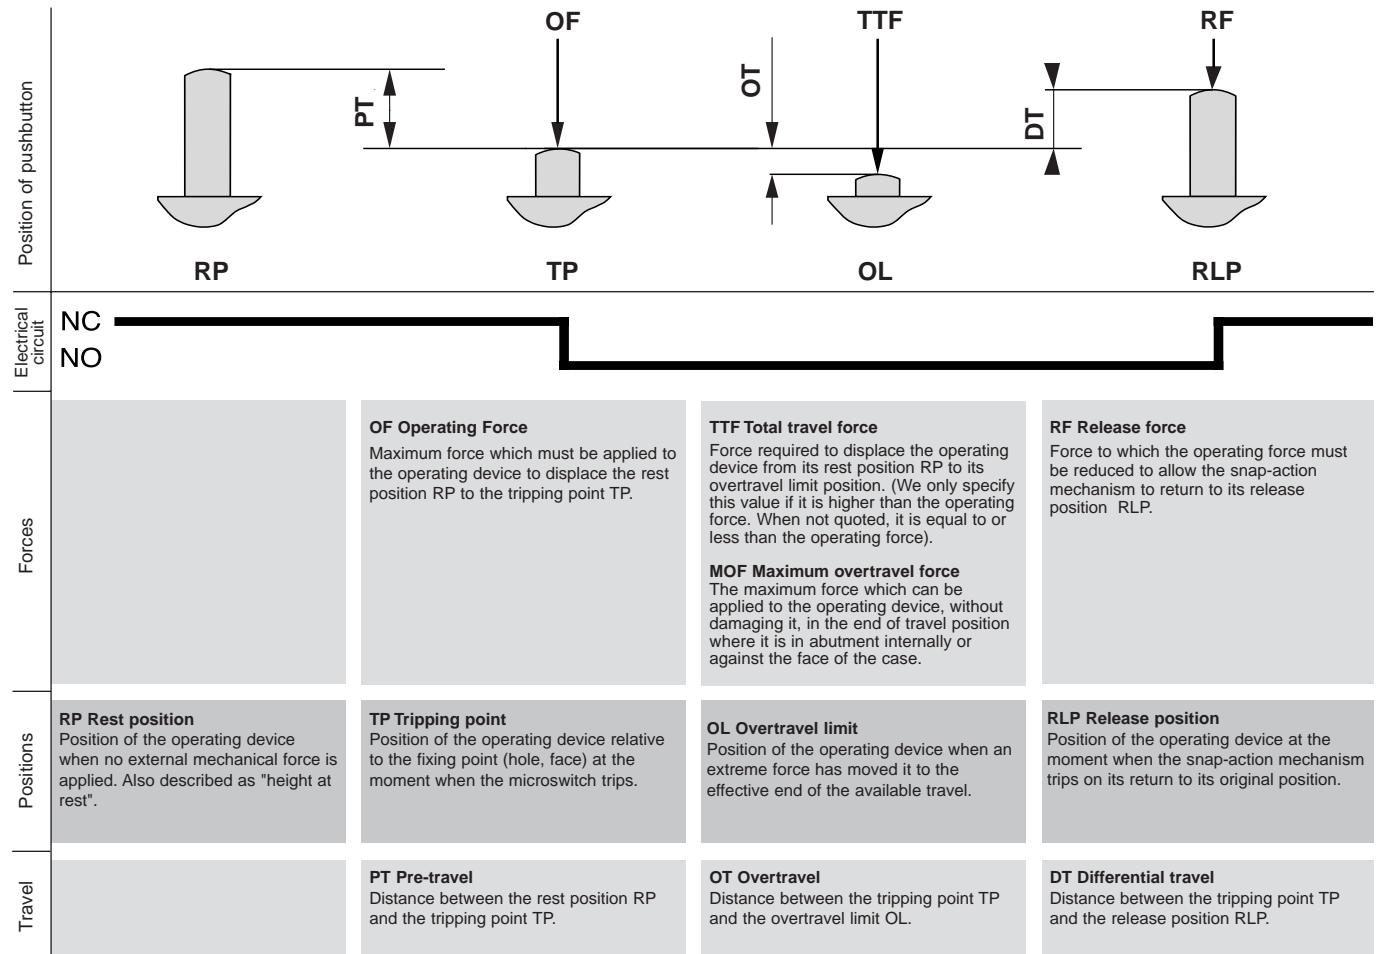 OF
TTF
RF
Position of pushbutton
PT
OT
DT
RP
TP
OL
RLP
Electrical
circuit
NC
NO
Forces
OF Operating Force
Maximum force which must be applied to
the operating device to displace the rest
position RP to the tripping point TP.
TTF Total travel force
Force required to displace the operating
device from its rest position RP to its
overtravel limit position. (We only specify
this value if it is higher than the operating
force. When not quoted, it is equal to or
less than the operating force).
MOF Maximum overtravel force
The maximum force which can be
applied to the operating device, without
damaging it, in the end of travel position
where it is in abutment internally or
against the face of the case.
RF Release force
Force to which the operating force must
be reduced to allow the snap-action
mechanism to return to its release
position RLP.
Positions
RP Rest position
Position of the operating device
when no external mechanical force is
applied. Also described as "height at
rest".
TP Tripping point
Position of the operating device relative
to the fixing point (hole, face) at the
moment when the microswitch trips.
OL Overtravel limit
Position of the operating device when an
extreme force has moved it to the
effective end of the available travel.
RLP Release position
Position of the operating device at the
moment when the snap-action mechanism
trips on its return to its original position.
Travel
PT Pre-travel
Distance between the rest position RP
and the tripping point TP.
OT Overtravel
Distance between the tripping point TP
and the overtravel limit OL.
DT Differential travel
Distance between the tripping point TP
and the release position RLP.